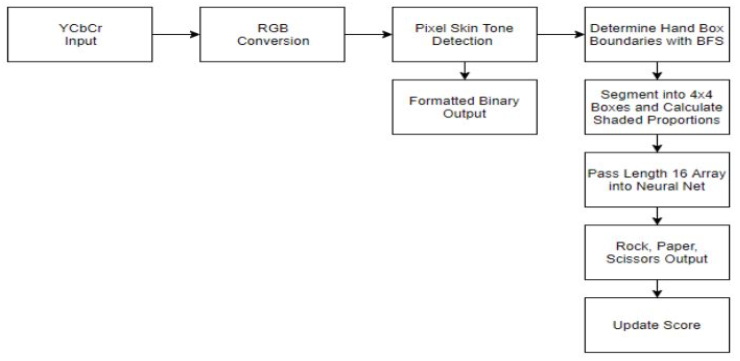 YCbCr
Input
RGB
Conversion
Pixel Skin Tone
Detection
Determine Hand Box
Boundaries with BFS
Formatted Binary
Output
Segment into 4x4
Boxes and Calculate
Shaded Proportions
Pass Length 16 Array
into Neural Net
Rock, Paper,
Scissors Output
Update Score